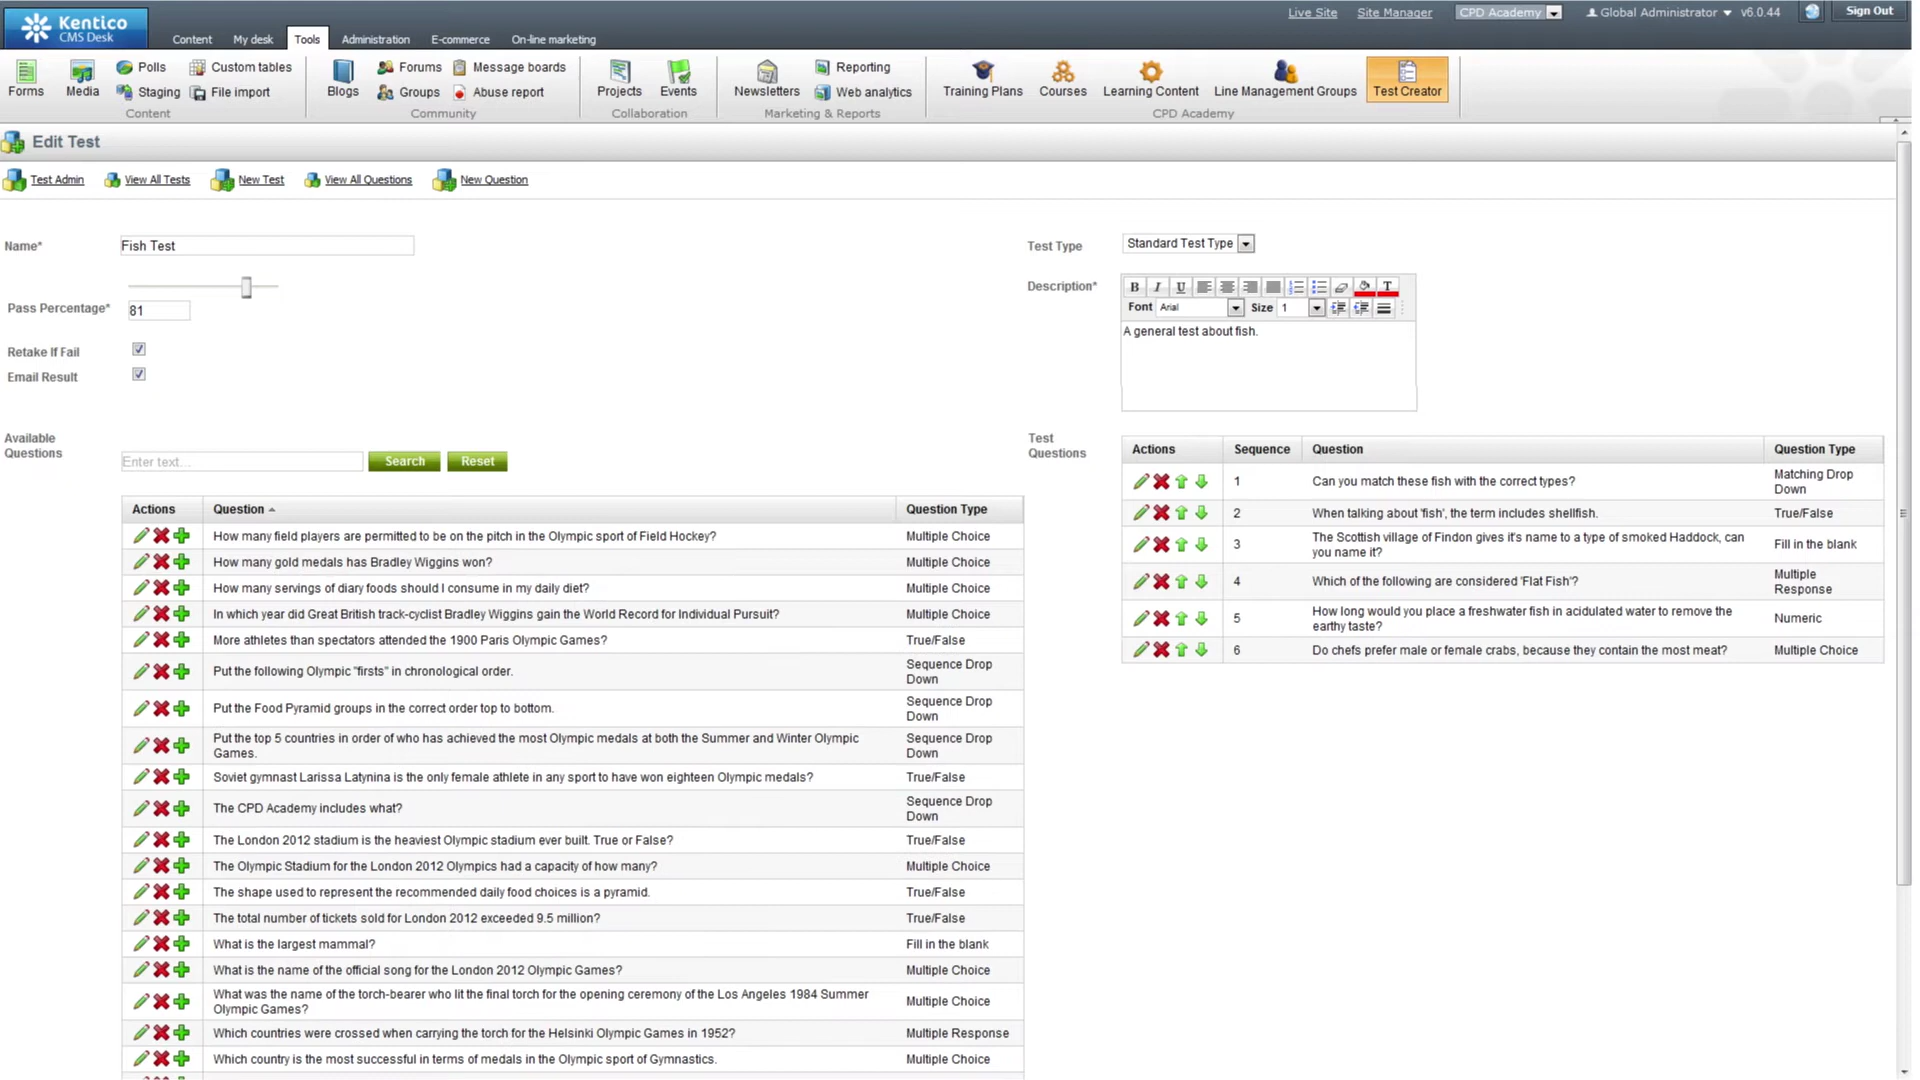 Kentico
CMS Desk
Content
My desk
Tools
Administration
E-commerce
On-line marketing
Live Site
Site Manager
CPD Academy
Global Administrator
v6.0.44
Sign Out
Forms
Media
Polls
Staging
Custom tables
File import
Content
Blogs
Forums
Groups
Message boards
Abuse report
Community
Projects
Events
Collaboration
Newsletters
Reporting
Web analytics
Marketing & Reports
Training Plans
Courses
Learning Content
Line Management Groups
Test Creator
CPD Academy
Edit Test
Test Admin
View All Tests
New Test
View All Questions
New Question
Name*
Fish Test
Pass Percentage*
81
Retake If Fail
Email Result
Test Type
Standard Test Type
Description*
B I U
T
Font Arial Size 1
A general test about fish.
Available
Questions
Enter text...
Search
Reset
Actions Question Question Type
How many field players are permitted to be on the pitch in the Olympic sport of Field Hockey? Multiple Choice
How many gold medals has Bradley Wiggins won? Multiple Choice
How many servings of diary foods should I consume in my daily diet? Multiple Choice
In which year did Great British track-cyclist Bradley Wiggins gain the World Record for Individual Pursuit? Multiple Choice
More athletes than spectators attended the 1900 Paris Olympic Games? True/False
Put the following Olympic "firsts" in chronological order. Sequence Drop
Down
Put the Food Pyramid groups in the correct order top to bottom. Sequence Drop
Down
Put the top 5 countries in order of who has achieved the most Olympic medals at both the Summer and Winter Olympic Sequence Drop
Games. Down
Soviet gymnast Larissa Latynina is the only female athlete in any sport to have won eighteen Olympic medals? True/False
The CPD Academy includes what? Sequence Drop
Down
The London 2012 stadium is the heaviest Olympic stadium ever built. True or False? True/False
The Olympic Stadium for the London 2012 Olympics had a capacity of how many? Multiple Choice
The shape used to represent the recommended daily food choices is a pyramid. True/False
The total number of tickets sold for London 2012 exceeded 9.5 million? True/False
What is the largest mammal? Fill in the blank
What is the name of the official song for the London 2012 Olympic Games? Multiple Choice
What was the name of the torch-bearer who lit the final torch for the opening ceremony of the Los Angeles 1984 Summer
Olympic Games? Multiple Choice
Which countries were crossed when carrying the torch for the Helsinki Olympic Games in 1952? Multiple Response
Which country is the most successful in terms of medals in the Olympic sport of Gymnastics. Multiple Choice
Test
Questions
Actions Sequence Question Question Type
1 Can you match these fish with the correct types? Matching Drop
Down
2 When talking about 'fish', the term includes shellfish. True/False
3 The Scottish village of Findon gives it's name to a type of smoked Haddock, can
you name it? Fill in the blank
4 Which of the following are considered 'Flat Fish'? Multiple
Response
5 How long would you place a freshwater fish in acidulated water to remove the
earthy taste? Numeric
6 Do chefs prefer male or female crabs, because they contain the most meat? Multiple Choice